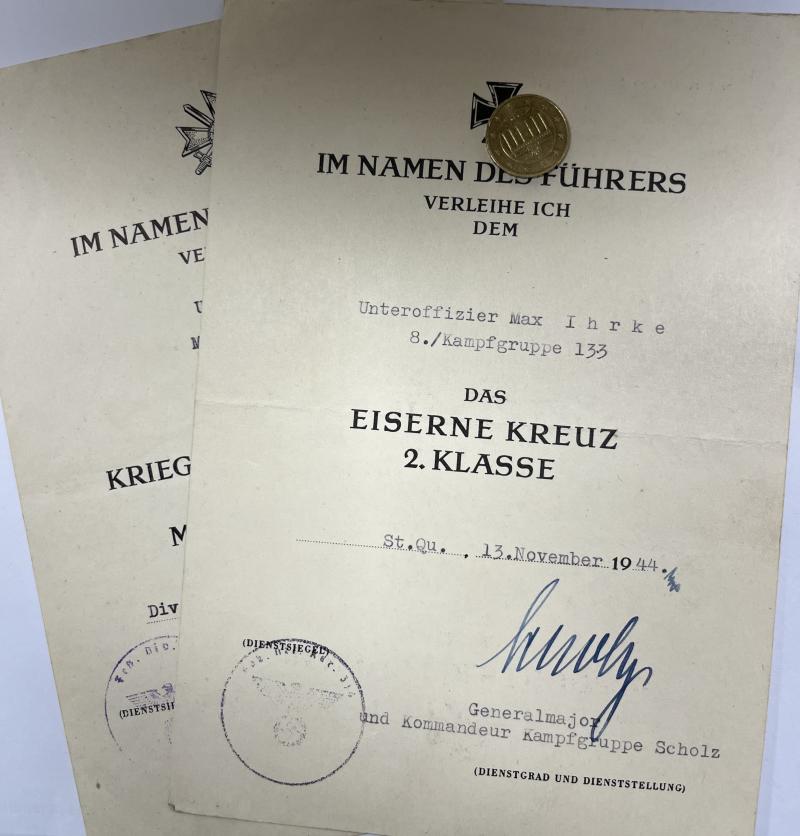 IM NAMEN
VE
U
M
KRIEG
M
Div
(DIENSTSIE
IM NAMEN DES FÜHRERS
VERLEIHE ICH
DEM
Unteroffizier Max Ihrke
8./Kampfgruppe 133
DAS
EISERNE KREUZ
2. KLASSE
St.Qu. , 13.November 1944.
(DIENSTSIEGEL)
Generalmajor
und Kommandeur Kampfgruppe Scholz
(DIENSTGRAD UND DIENSTSTELLUNG)